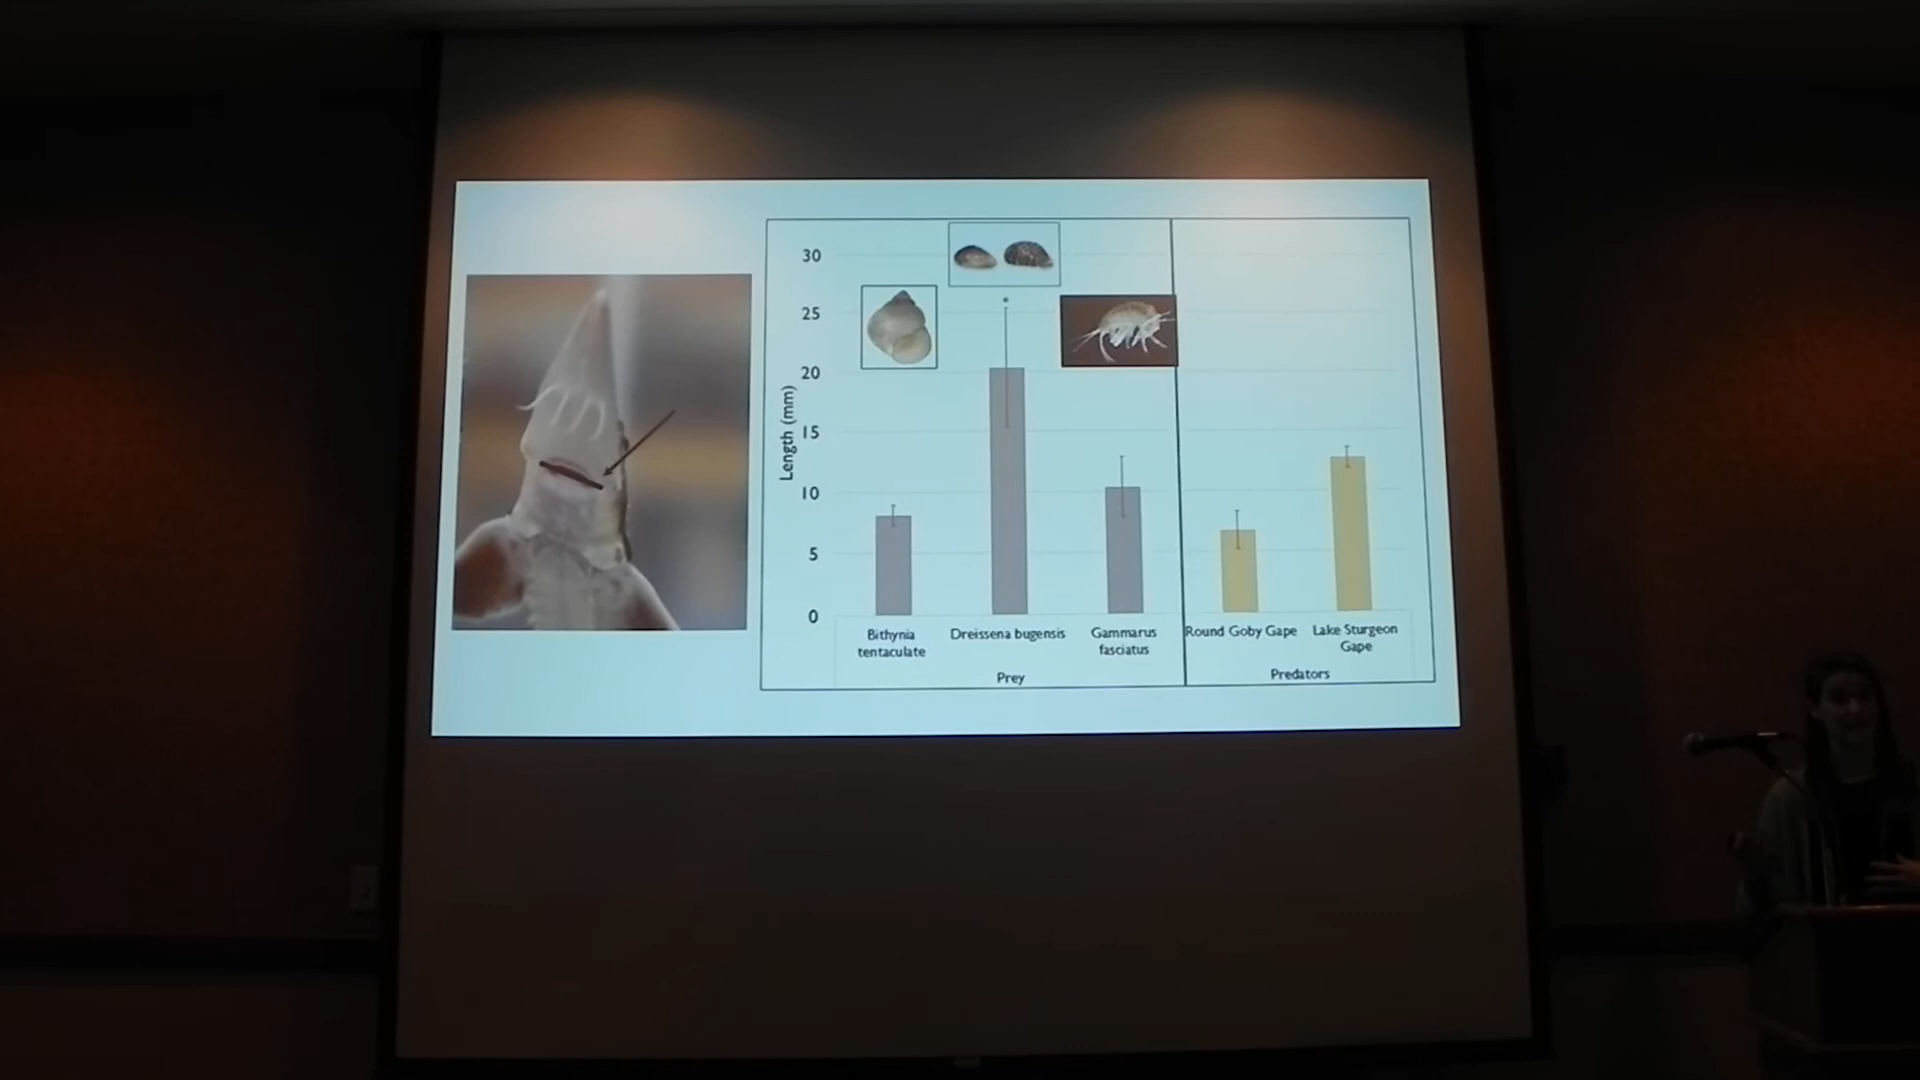 30
25
20
15
10
5
0
Length (mm)
Bithynia
tentaculate
Dreissena bugensis
Gammarus
fasciatus
Round Goby Gape
Lake Sturgeon
Gape
Prey
Predators
*